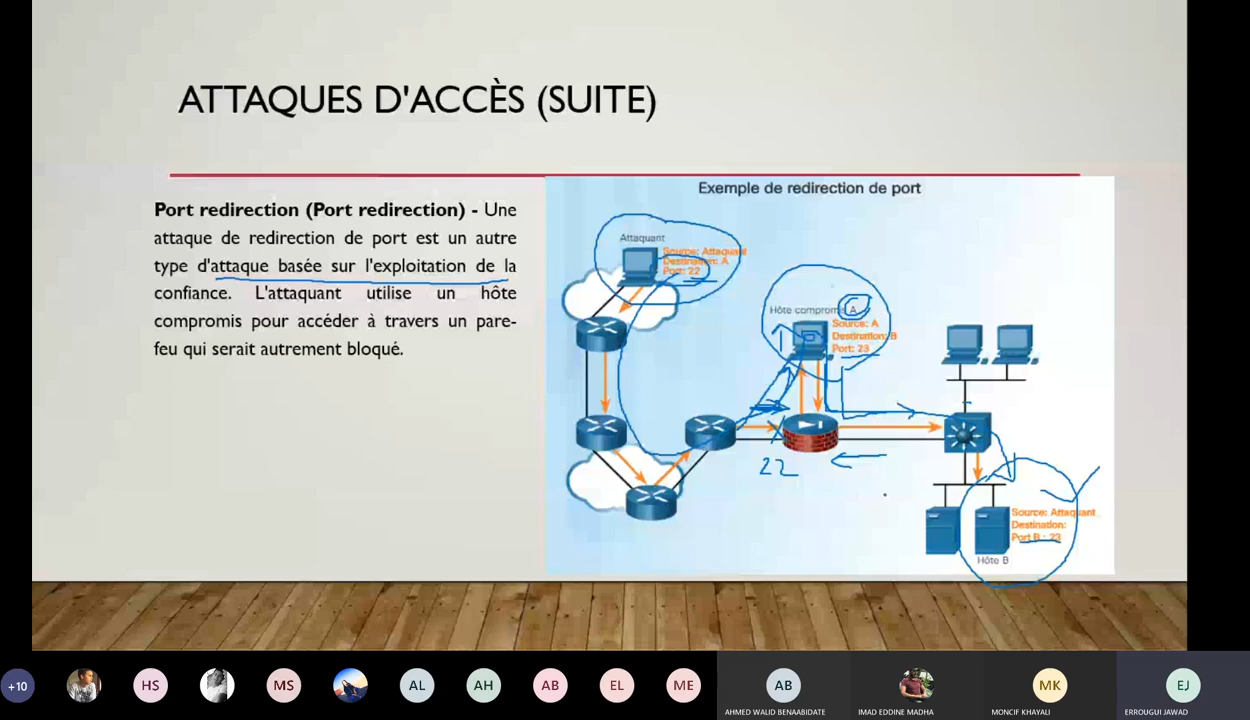 ATTAQUES D'ACCÈS (SUITE)
Port redirection (Port redirection) - Une
attaque de redirection de port est un autre
type d'attaque basée sur l'exploitation de la
confiance. L'attaquant utilise un hôte
compromis pour accéder à travers un pare-
feu qui serait autrement bloqué.
Exemple de redirection de port
Attaquant
Source: Attaquant
Destination: A
Port: 22
Hôte compromis A
Source: A
Destination: B
Port: 23
22
Source: Attaquant
Destination:
Port B : 23
Hôte B
+10
HS
MS
AL
AH
AB
EL
ME
AB
MK
EJ
AHMED WALID BENAABIDATE
IMAD EDDINE MADHA
MONCIF KHAYALI
ERROUGUI JAWAD